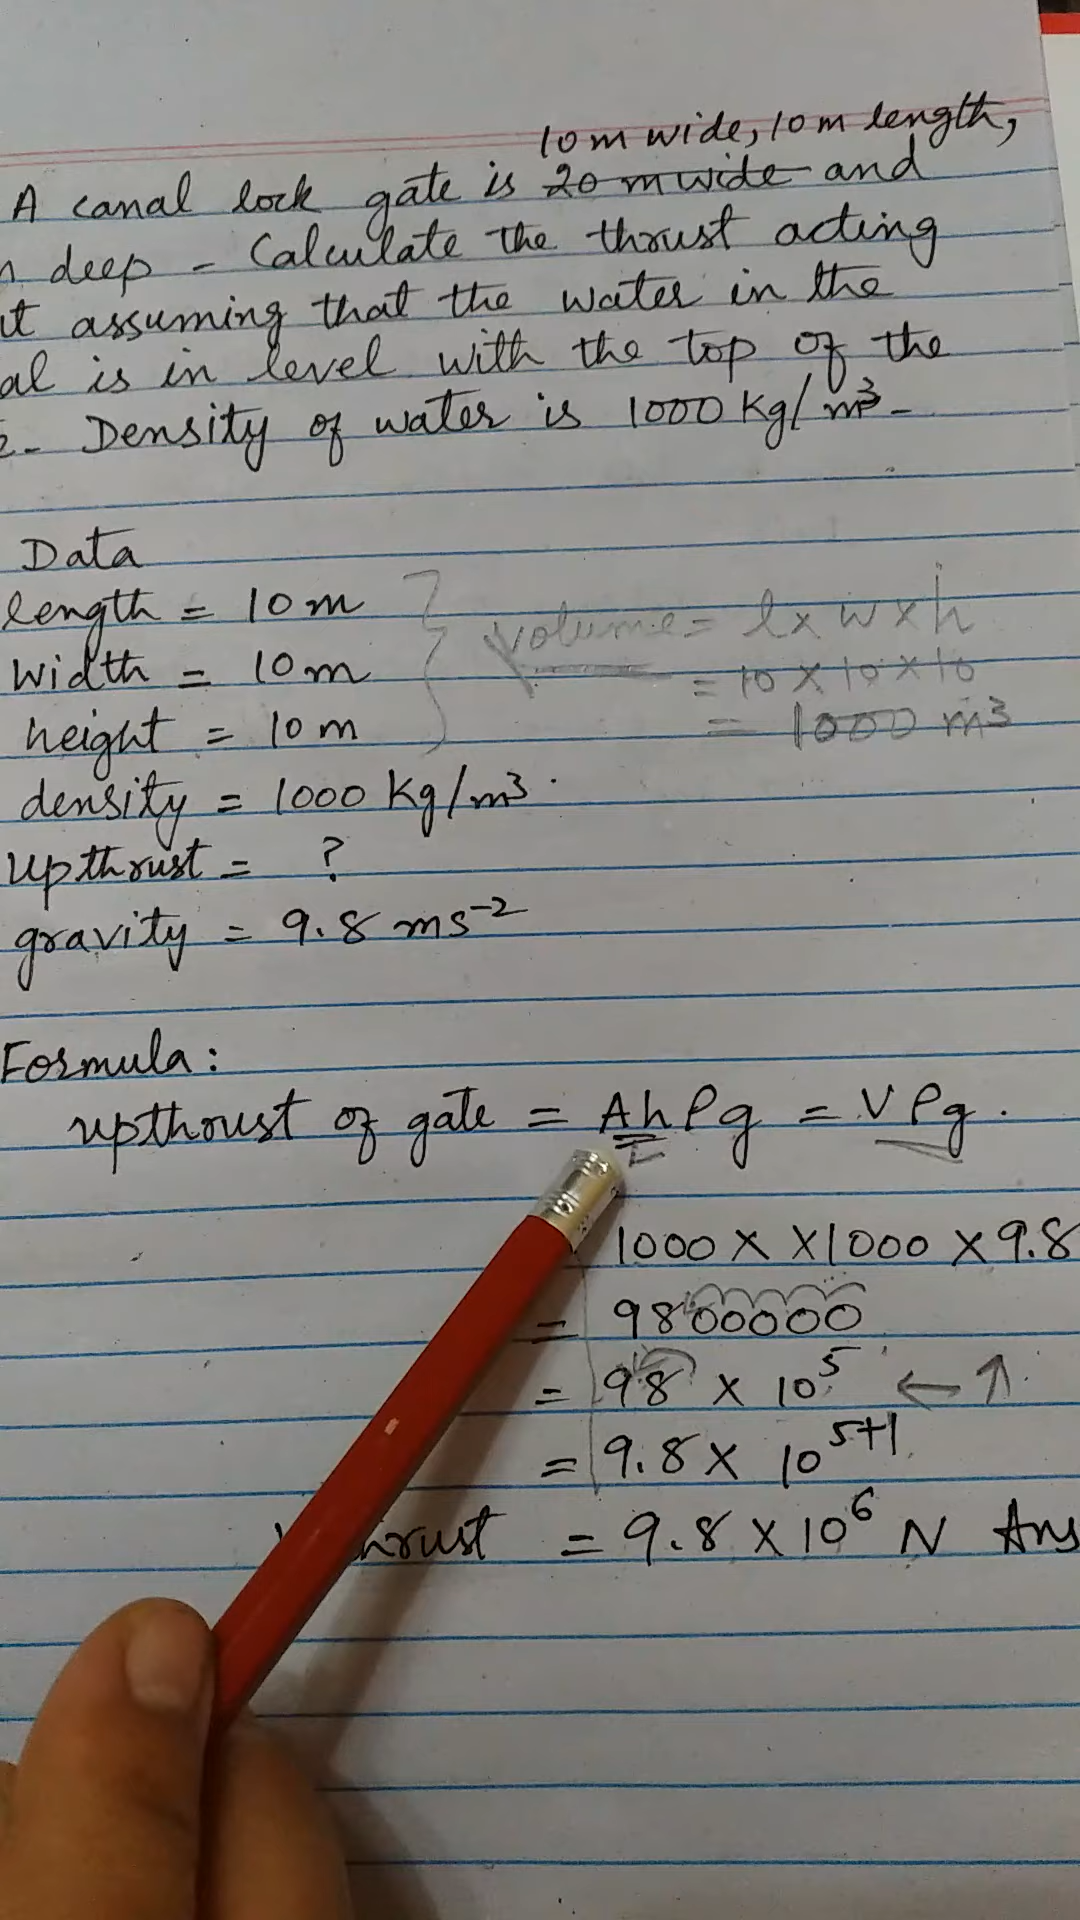 10m wide, 10m length,
A canal lock gate is 20 m wide and
deep - Calculate the thrust acting
it assuming that the water in the
al is in level with the top of the
- Density of water is 1000 Kg/m³ -
Data
length = 10 m
Width = 10 m
height = 10 m
Volume = l x w x h
= 10 x 10 x 10
= 1000 m³
density = 1000 Kg/m³.
upthrust = ?
gravity = 9.8 ms⁻²
Formula:
upthrust of gate = Ahρg = Vρg.
1000 x x1000 x 9.8
= 9800000
= 98 x 10⁵ ← ↑
= 9.8 x 10⁵⁺¹
thrust = 9.8 x 10⁶ N Ans